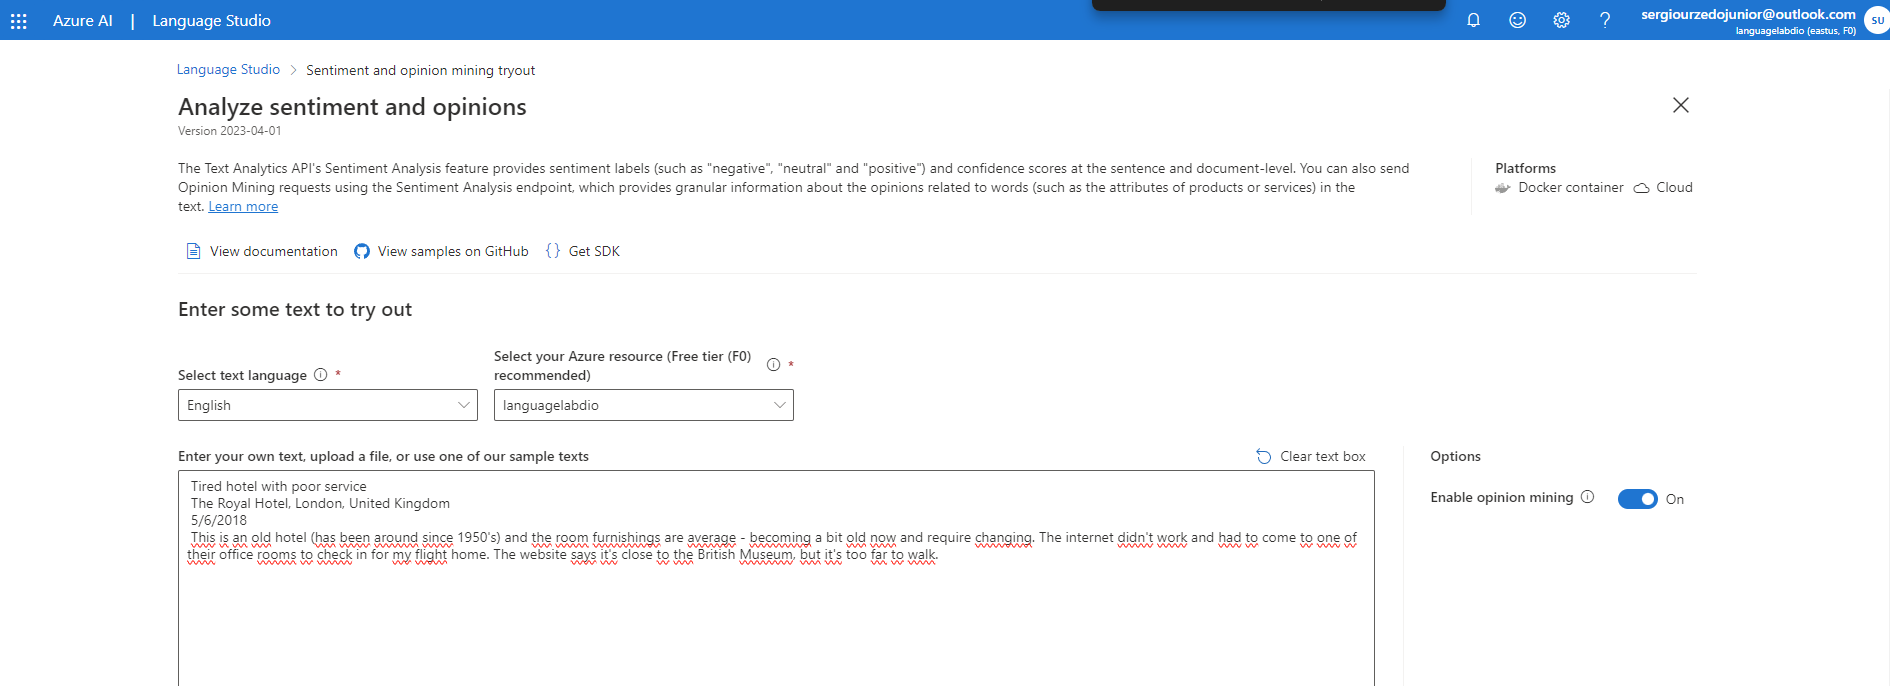 Azure AI | Language Studio
sergiourzedojunior@outlook.com
languagelabdio (eastus, F0)
SU
Language Studio > Sentiment and opinion mining tryout
Analyze sentiment and opinions
Version 2023-04-01
The Text Analytics API's Sentiment Analysis feature provides sentiment labels (such as "negative", "neutral" and "positive") and confidence scores at the sentence and document-level. You can also send
Opinion Mining requests using the Sentiment Analysis endpoint, which provides granular information about the opinions related to words (such as the attributes of products or services) in the
text. Learn more
Platforms
Docker container Cloud
View documentation View samples on GitHub {} Get SDK
Enter some text to try out
Select text language *
English
Select your Azure resource (Free tier (F0)
recommended) *
languagelabdio
Enter your own text, upload a file, or use one of our sample texts
Clear text box
Tired hotel with poor service
The Royal Hotel, London, United Kingdom
5/6/2018
This is an old hotel (has been around since 1950's) and the room furnishings are average - becoming a bit old now and require changing. The internet didn't work and had to come to one of
their office rooms to check in for my flight home. The website says it's close to the British Museum, but it's too far to walk.
Options
Enable opinion mining On